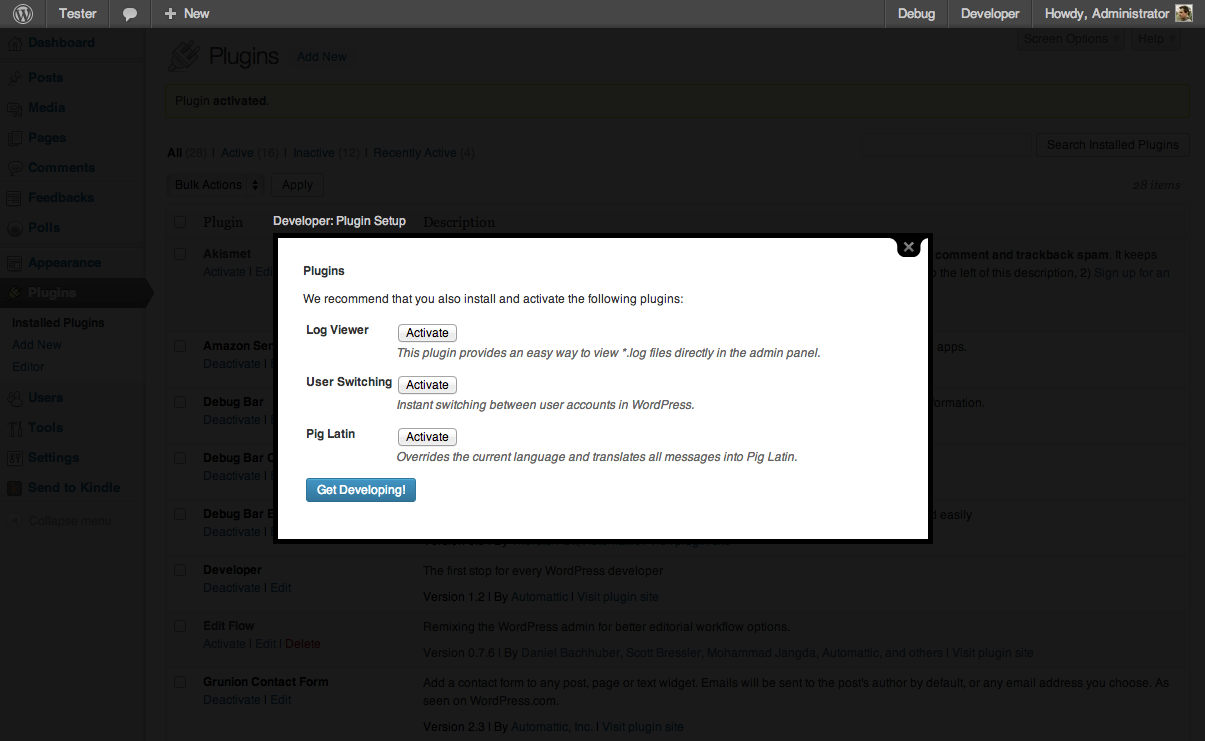 Tester
New
Debug
Developer
Howdy, Administrator
Dashboard
Posts
Media
Pages
Comments
Feedbacks
Polls
Appearance
Plugins
Installed Plugins
Add New
Editor
Users
Tools
Settings
Send to Kindle
Collapse menu
Screen Options
Help
Plugins
Add New
Plugin activated.
All (28) | Active (16) | Inactive (12) | Recently Active (4)
Search Installed Plugins
Bulk Actions
Apply
28 items
Plugin
Description
Developer: Plugin Setup
Plugins
We recommend that you also install and activate the following plugins:
Log Viewer
Activate
This plugin provides an easy way to view *.log files directly in the admin panel.
User Switching
Activate
Instant switching between user accounts in WordPress.
Pig Latin
Activate
Overrides the current language and translates all messages into Pig Latin.
Get Developing!
Akismet
Activate | Edi
comment and trackback spam. It keeps
the left of this description, 2) Sign up for an
Amazon Ser
Deactivate |
apps.
Debug Bar
Deactivate |
Debug Bar C
Deactivate |
Debug Bar E
Deactivate |
easily
Developer
Deactivate | Edit
The first stop for every WordPress developer
Version 1.2 | By Automattic | Visit plugin site
Edit Flow
Activate | Edit | Delete
Remixing the WordPress admin for better editorial workflow options.
Version 0.7.6 | By Daniel Bachhuber, Scott Bressler, Mohammad Jangda, Automattic, and others | Visit plugin site
Grunion Contact Form
Deactivate | Edit
Add a contact form to any post, page or text widget. Emails will be sent to the post's author by default, or any email address you choose. As
seen on WordPress.com.
Version 2.3 | By Automattic, Inc. | Visit plugin site